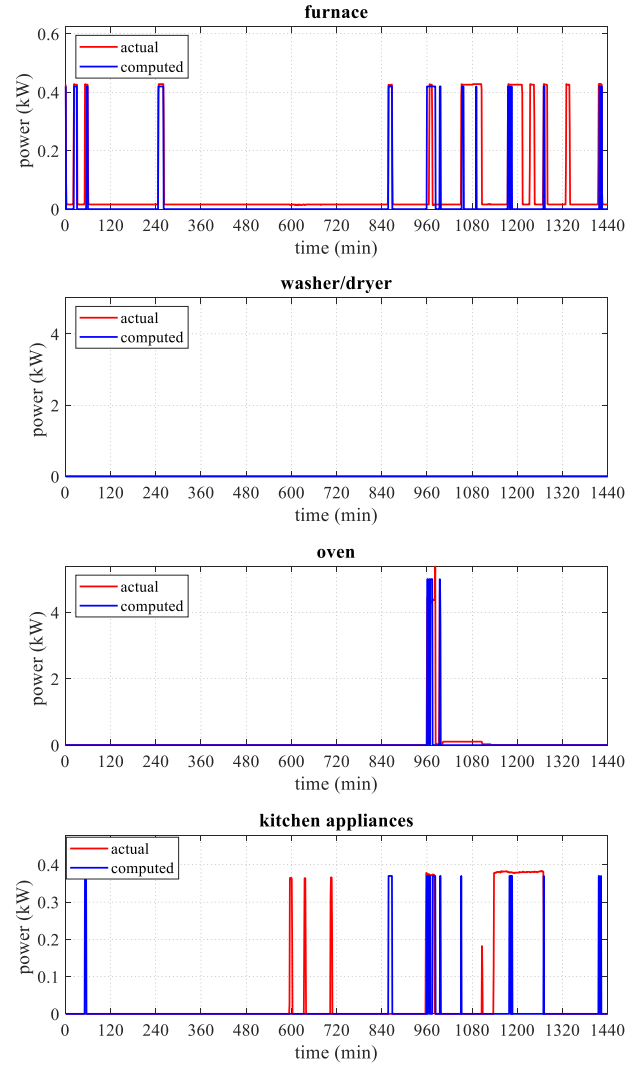 furnace
0.6
0.4
0.2
0
power (kW)
actual
computed
0 120 240 360 480 600 720 840 960 1080 1200 1320 1440
time (min)
washer/dryer
4
2
0
power (kW)
actual
computed
0 120 240 360 480 600 720 840 960 1080 1200 1320 1440
time (min)
oven
4
2
0
power (kW)
actual
computed
0 120 240 360 480 600 720 840 960 1080 1200 1320 1440
time (min)
kitchen appliances
0.4
0.3
0.2
0.1
0
power (kW)
actual
computed
0 120 240 360 480 600 720 840 960 1080 1200 1320 1440
time (min)